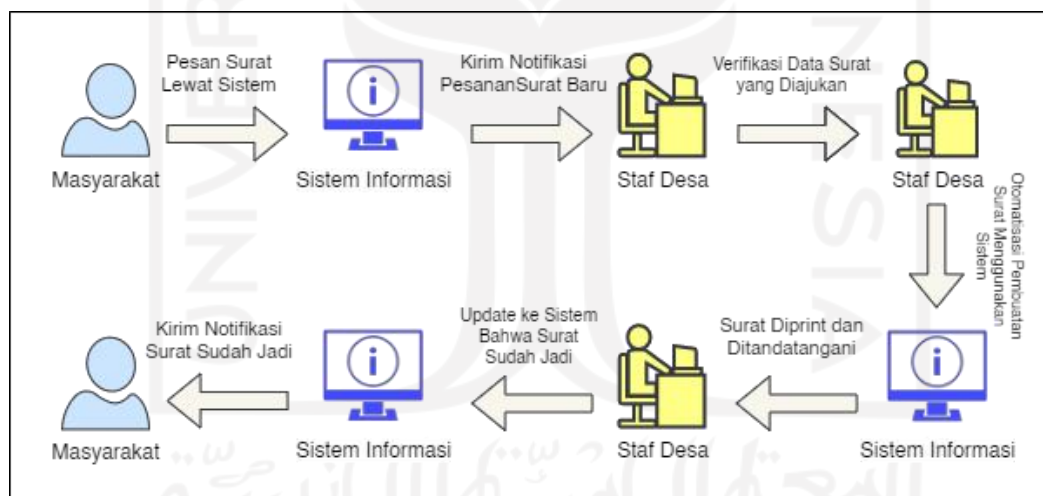 Pesan Surat
Lewat Sistem
Kirim Notifikasi
PesananSurat Baru
Verifikasi Data Surat
yang Diajukan
Masyarakat
Sistem Informasi
Staf Desa
Staf Desa
Otomatisasi Pembuatan
Surat Menggunakan
Sistem
Kirim Notifikasi
Surat Sudah Jadi
Update ke Sistem
Bahwa Surat
Sudah Jadi
Surat Diprint dan
Ditandatangani
Masyarakat
Sistem Informasi
Staf Desa
Sistem Informasi